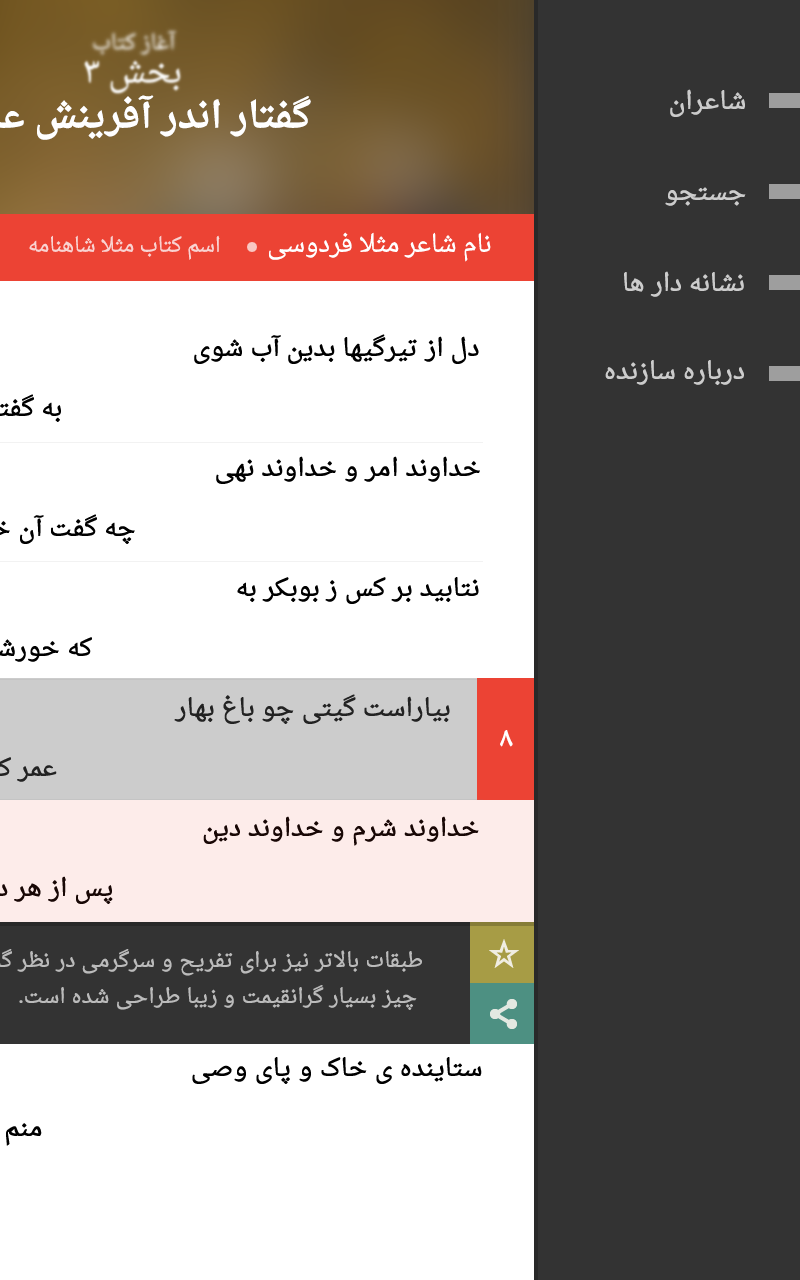 آغاز کتاب
بخش ۳
گفتار اندر آفرینش
نام شاعر مثلا فردوسی • اسم کتاب مثلا شاهنامه
دل از تیرگیها بدین آب شوی
به
خداوند امر و خداوند نهی
چه گفت آن
نتابید بر کس ز بوبکر به
که
بیاراست گیتی چو باغ بهار
۸
عمر
خداوند شرم و خداوند دین
پس از هر
طبقات بالاتر نیز برای تفریح و سرگرمی در نظر
چیز بسیار گرانقیمت و زیبا طراحی شده است.
ستاینده ی خاک و پای وصی
منم
شاعران
جستجو
نشانه دار ها
درباره سازنده